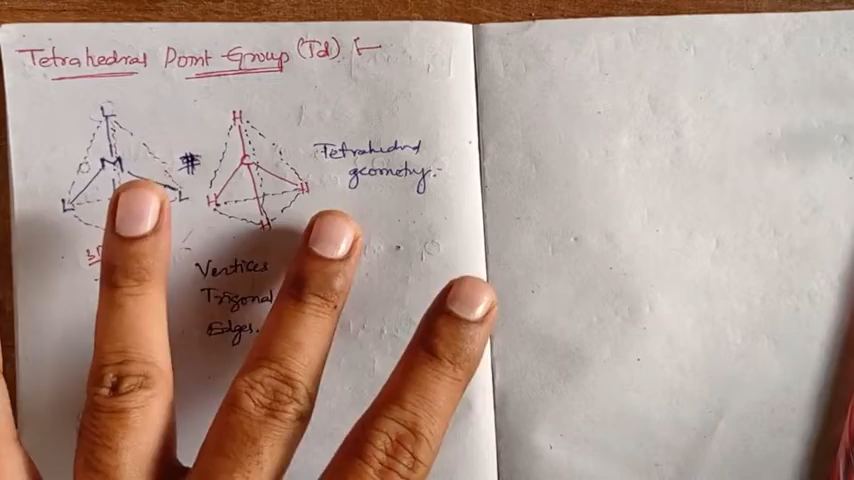 Tetrahedral Point Group (Td)
L
M
L
L
#
H
C
H
H
H
Tetrahedral
geometry:-
Vertices
Trigonal
Edges.